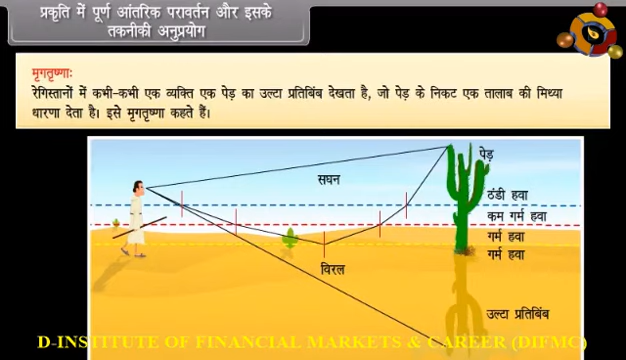 प्रकृति में पूर्ण आंतरिक परावर्तन और इसके
तकनीकी अनुप्रयोग
मृगतृष्णाः
रेगिस्तानों में कभी-कभी एक व्यक्ति एक पेड़ का उल्टा प्रतिबिंब देखता है, जो पेड़ के निकट एक तालाब की मिथ्या
धारणा देता है। इसे मृगतृष्णा कहते हैं।
पेड़
सघन
ठंडी हवा
कम गर्म हवा
गर्म हवा
गर्म हवा
विरल
उल्टा प्रतिबिंब
D-INSTITUTE OF FINANCIAL MARKETS & CAREER (DIFMC)